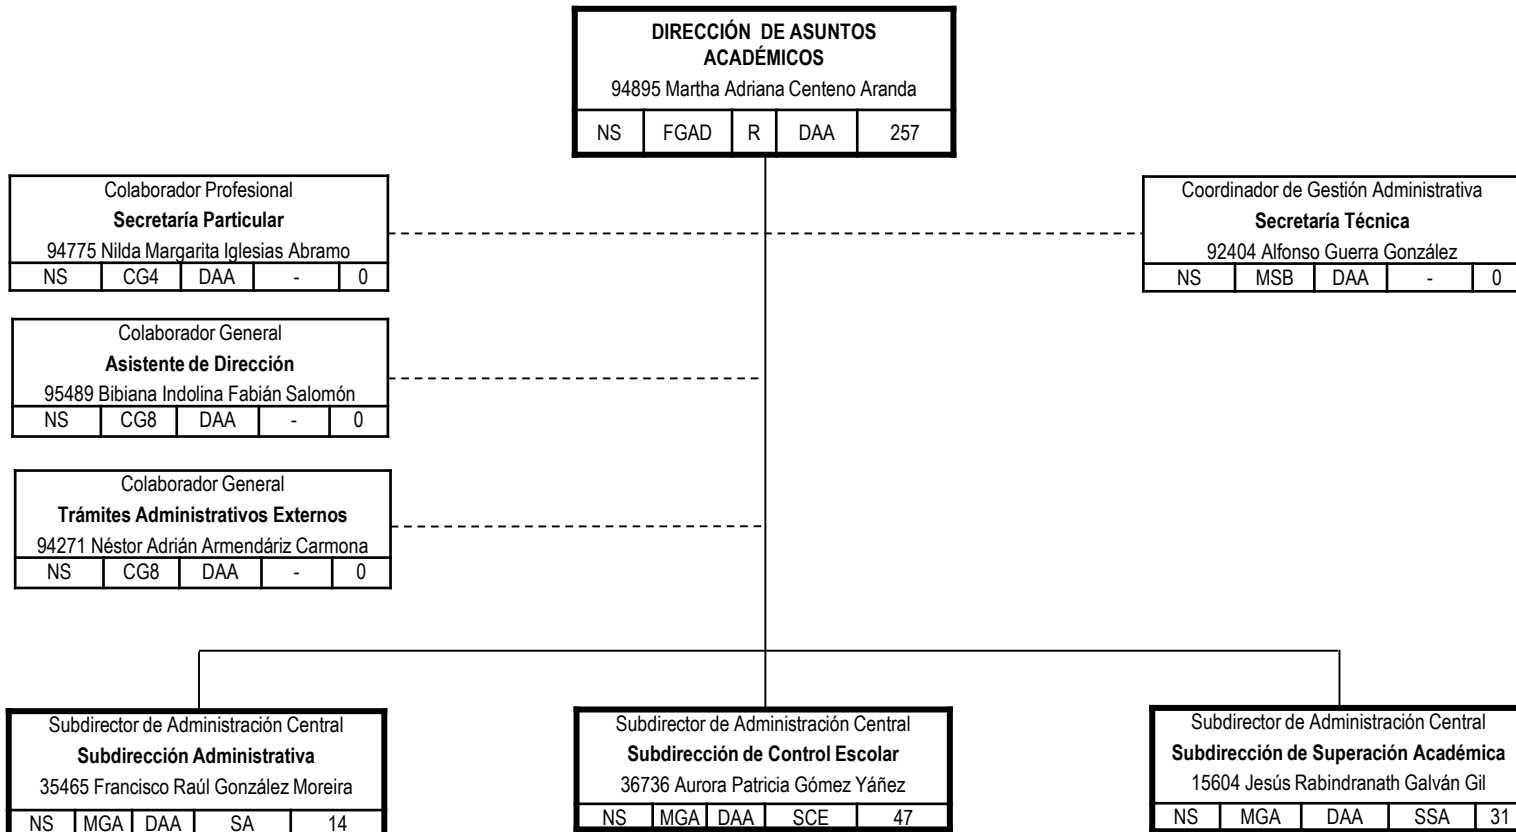 DIRECCIÓN DE ASUNTOS
ACADÉMICOS
94895 Martha Adriana Centeno Aranda
NS FGAD R DAA 257
Colaborador Profesional
Secretaría Particular
94775 Nilda Margarita Iglesias Abramo
NS CG4 DAA - 0
Coordinador de Gestión Administrativa
Secretaría Técnica
92404 Alfonso Guerra González
NS MSB DAA - 0
Colaborador General
Asistente de Dirección
95489 Bibiana Indolina Fabián Salomón
NS CG8 DAA - 0
Colaborador General
Trámites Administrativos Externos
94271 Néstor Adrián Armendáriz Carmona
NS CG8 DAA - 0
Subdirector de Administración Central
Subdirección Administrativa
35465 Francisco Raúl González Moreira
NS MGA DAA SA 14
Subdirector de Administración Central
Subdirección de Control Escolar
36736 Aurora Patricia Gómez Yáñez
NS MGA DAA SCE 47
Subdirector de Administración Central
Subdirección de Superación Académica
15604 Jesús Rabindranath Galván Gil
NS MGA DAA SSA 31